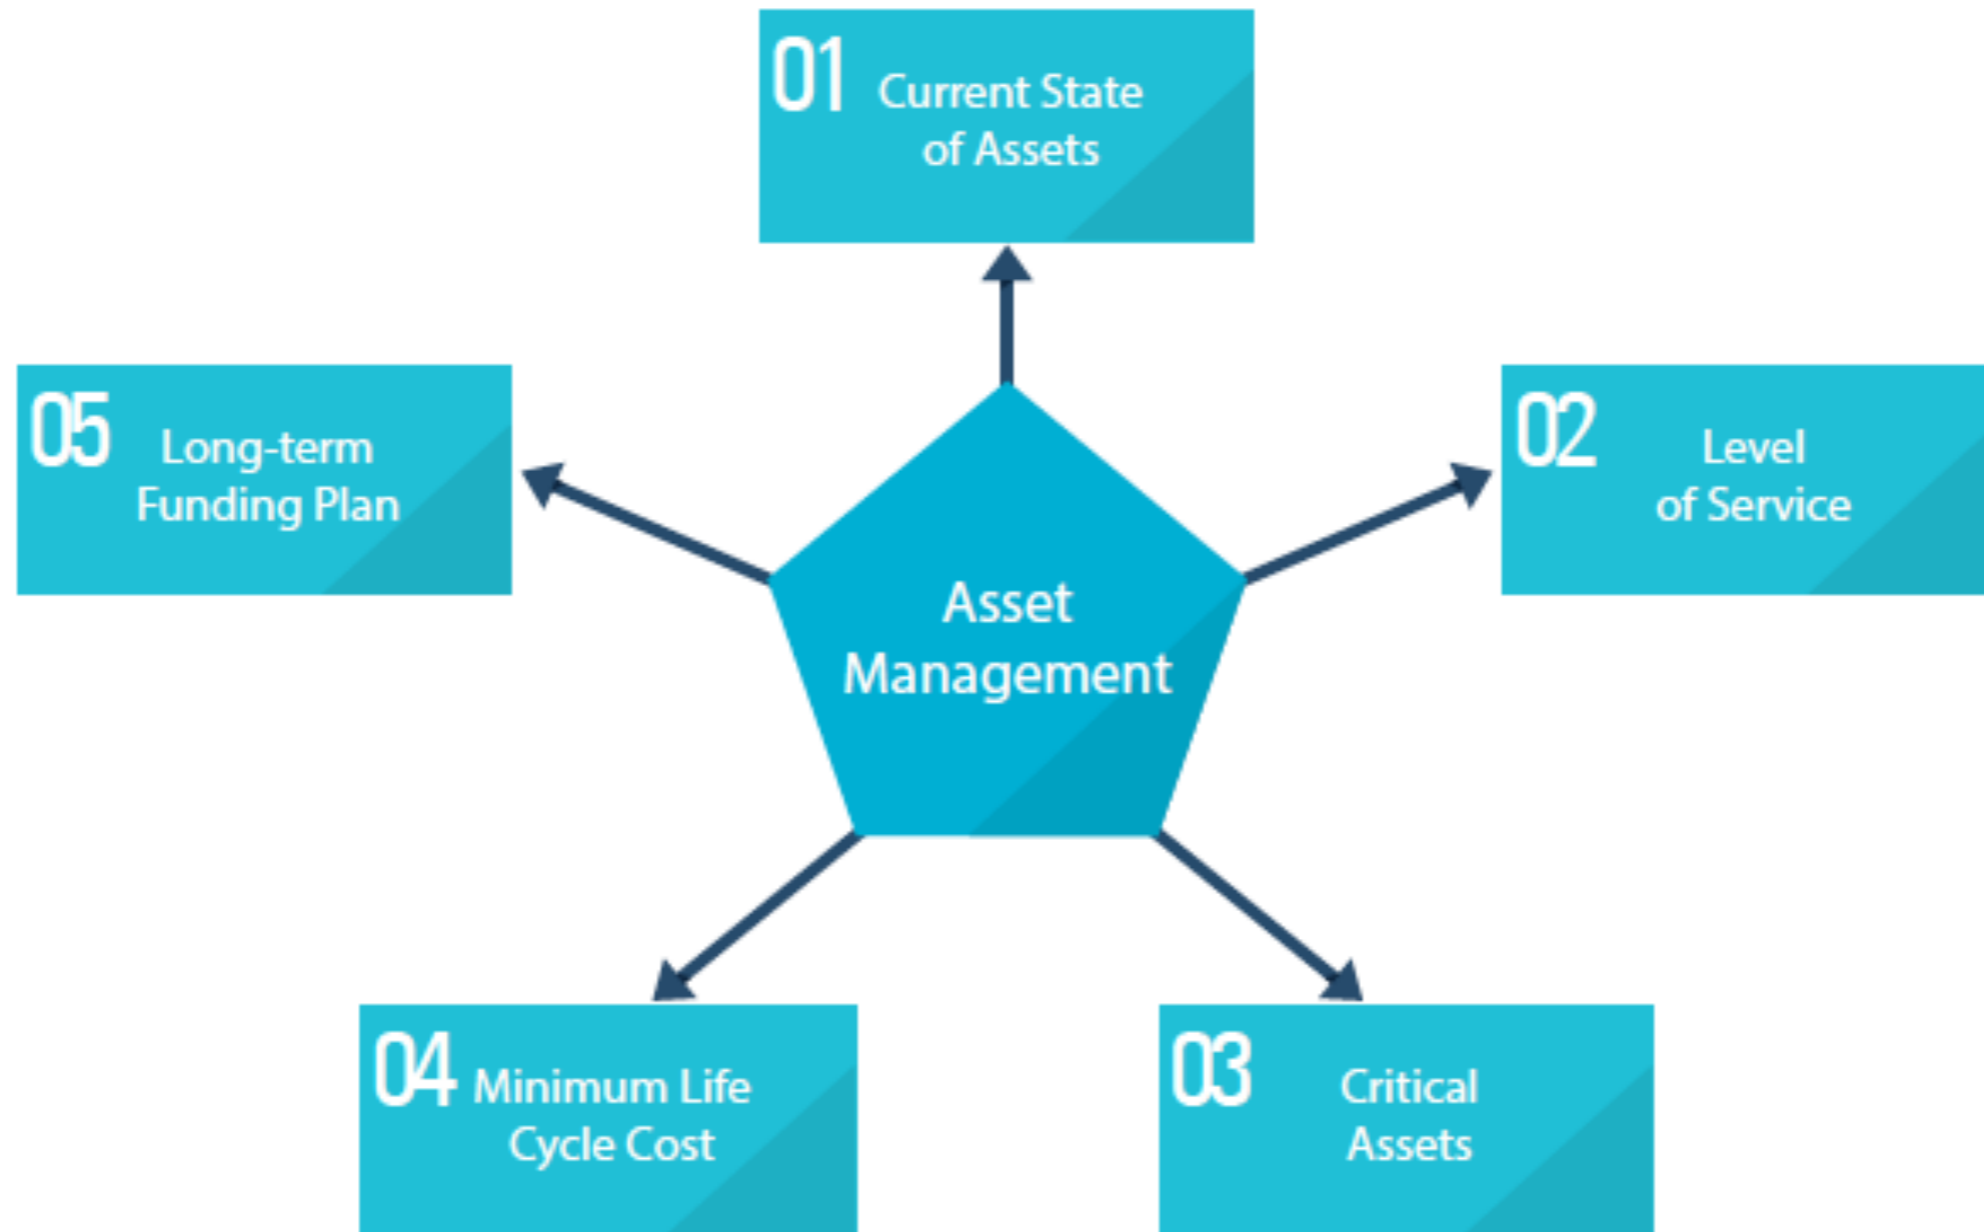 01
Current State
of Assets
02
Level
of Service
03
Critical
Assets
04
Minimum Life
Cycle Cost
05
Long-term
Funding Plan
Asset
Management